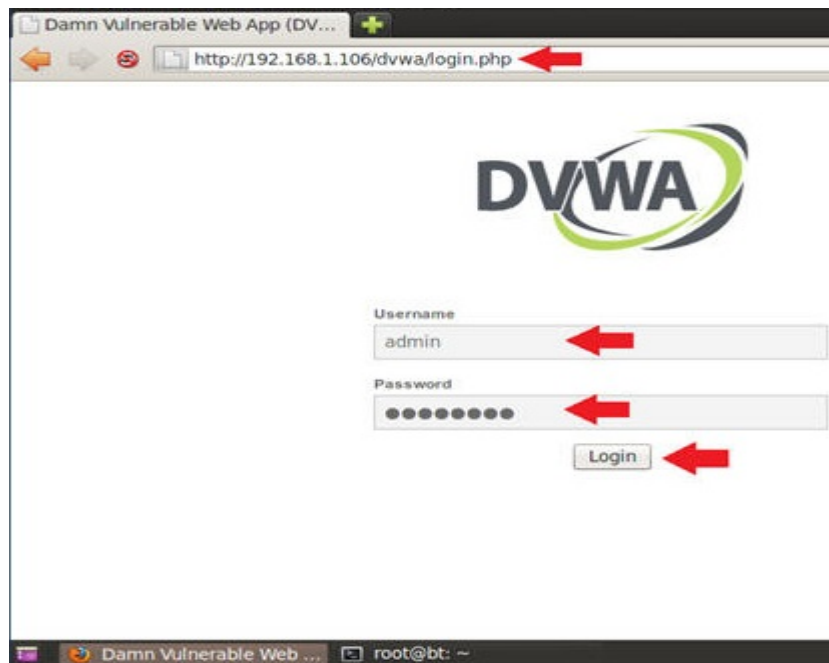 Damn Vulnerable Web App (DV...
http://192.168.1.106/dvwa/login.php
DVWA
Username
admin
Password
●●●●●●●●
Login
Damn Vulnerable Web ...
root@bt: ~